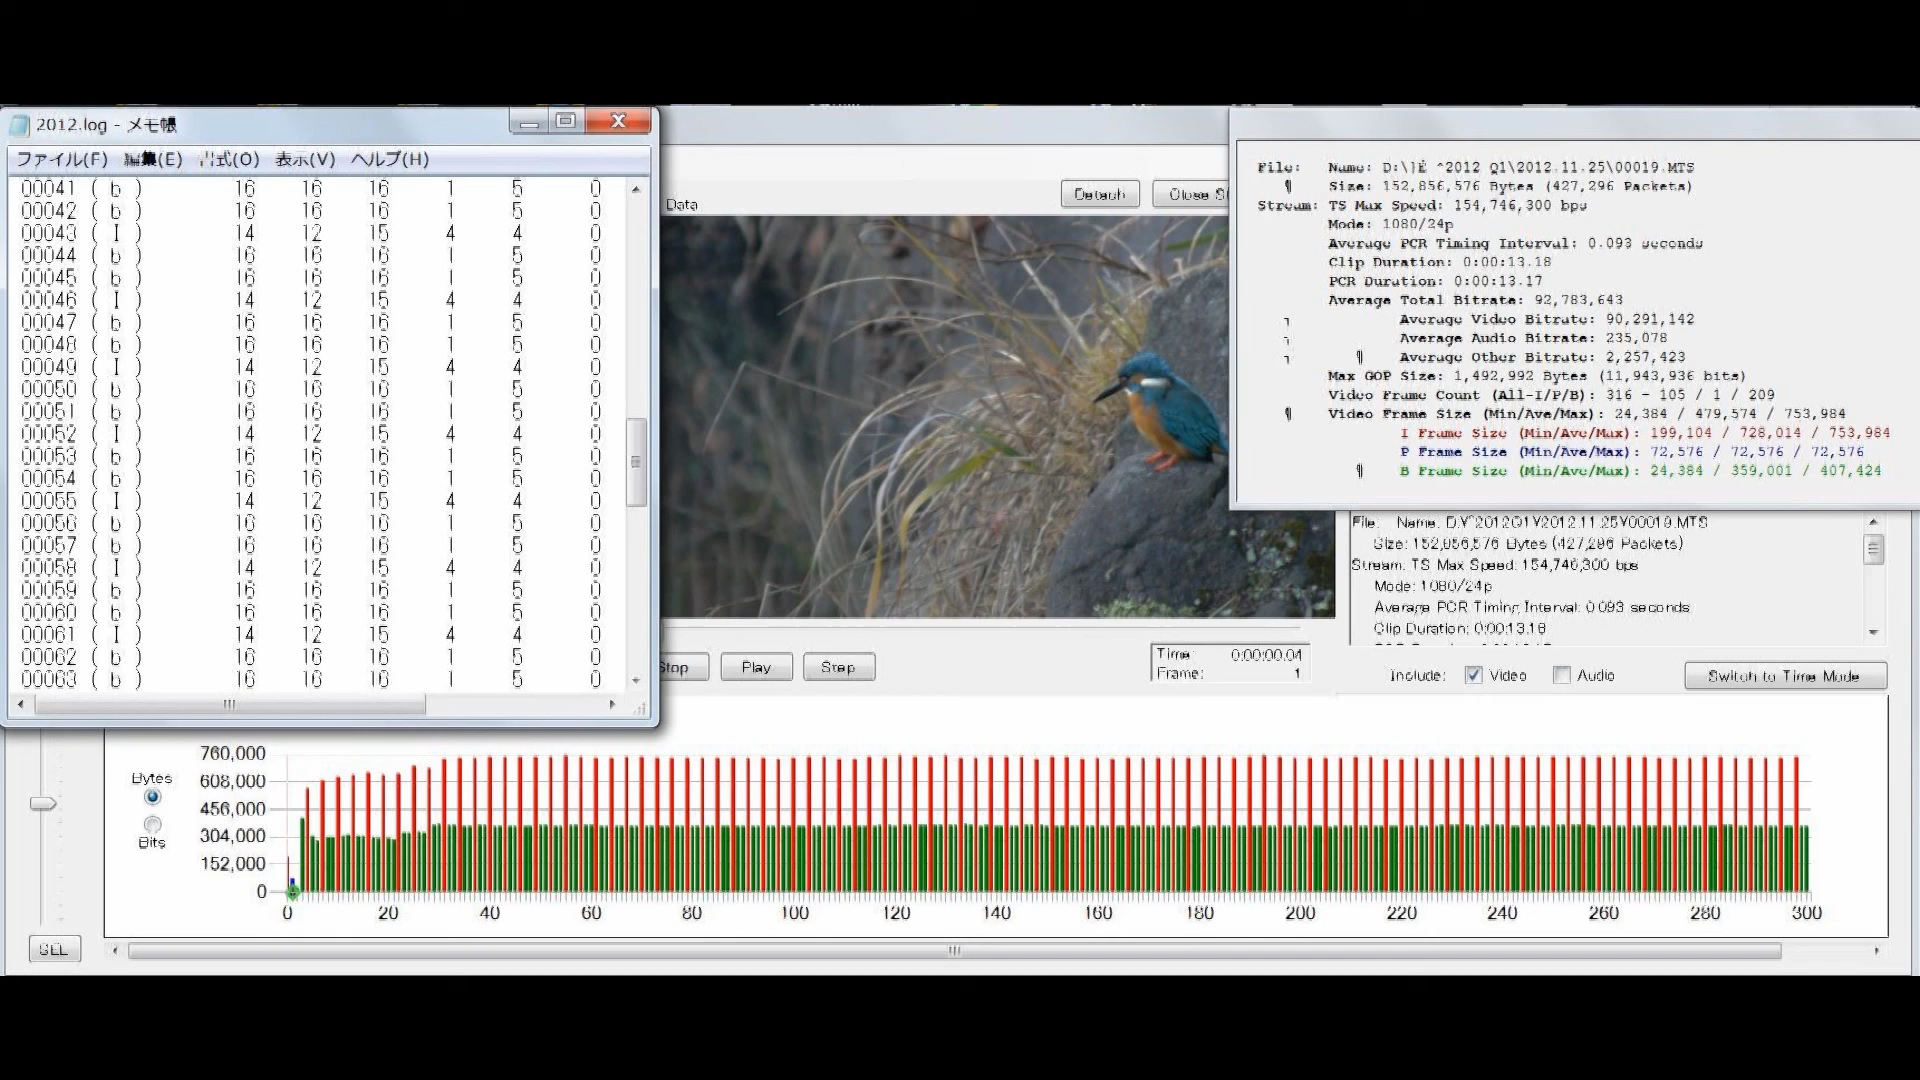 2012.log - メモ帳
ファイル(F) 編集(E) 書式(O) 表示(V) ヘルプ(H)
00041 ( b ) 16 16 16 1 5 0
00042 ( b ) 16 16 16 1 5 0
00043 ( I ) 14 12 15 4 4 0
00044 ( b ) 16 16 16 1 5 0
00045 ( b ) 16 16 16 1 5 0
00046 ( I ) 14 12 15 4 4 0
00047 ( b ) 16 16 16 1 5 0
00048 ( b ) 16 16 16 1 5 0
00049 ( I ) 14 12 15 4 4 0
00050 ( b ) 16 16 16 1 5 0
00051 ( b ) 16 16 16 1 5 0
00052 ( I ) 14 12 15 4 4 0
00053 ( b ) 16 16 16 1 5 0
00054 ( b ) 16 16 16 1 5 0
00055 ( I ) 14 12 15 4 4 0
00056 ( b ) 16 16 16 1 5 0
00057 ( b ) 16 16 16 1 5 0
00058 ( I ) 14 12 15 4 4 0
00059 ( b ) 16 16 16 1 5 0
00060 ( b ) 16 16 16 1 5 0
00061 ( I ) 14 12 15 4 4 0
00062 ( b ) 16 16 16 1 5 0
00063 ( b ) 16 16 16 1 5 0
Data
Detach
Close
File: Name: 2012 Q1\2012.11.25\00019.MTS
Size: 152,856,576 Bytes (427,296 Packets)
Stream: TS Max Speed: 154,746,300 bps
Mode: 1080/24p
Average PCR Timing Interval: 0.093 seconds
Clip Duration: 0:00:13.18
PCR Duration: 0:00:13.17
Average Total Bitrate: 92,783,643
Average Video Bitrate: 90,291,142
Average Audio Bitrate: 235,078
Average Other Bitrate: 2,257,423
Max GOP Size: 1,492,992 Bytes (11,943,936 bits)
Video Frame Count (All-I/P/B): 316 - 105 / 1 / 209
Video Frame Size (Min/Ave/Max): 24,384 / 479,574 / 753,984
I Frame Size (Min/Ave/Max): 199,104 / 728,014 / 753,984
P Frame Size (Min/Ave/Max): 72,576 / 72,576 / 72,576
B Frame Size (Min/Ave/Max): 24,384 / 359,001 / 407,424
File: Name:
Size: 152,856,576 Bytes (427,296 Packets)
Stream: TS Max Speed: 154,746,300 bps
Mode: 1080/24p
Average PCR Timing Interval: 0.093 seconds
Clip Duration: 0:00:13.18
Stop Play Step
Time 0:00:00.04
Frame: 1
Include: Video Audio
Switch to Time Mode
Bytes
Bits
760,000
608,000
456,000
304,000
152,000
0
0 20 40 60 80 100 120 140 160 180 200 220 240 260 280 300
SEL